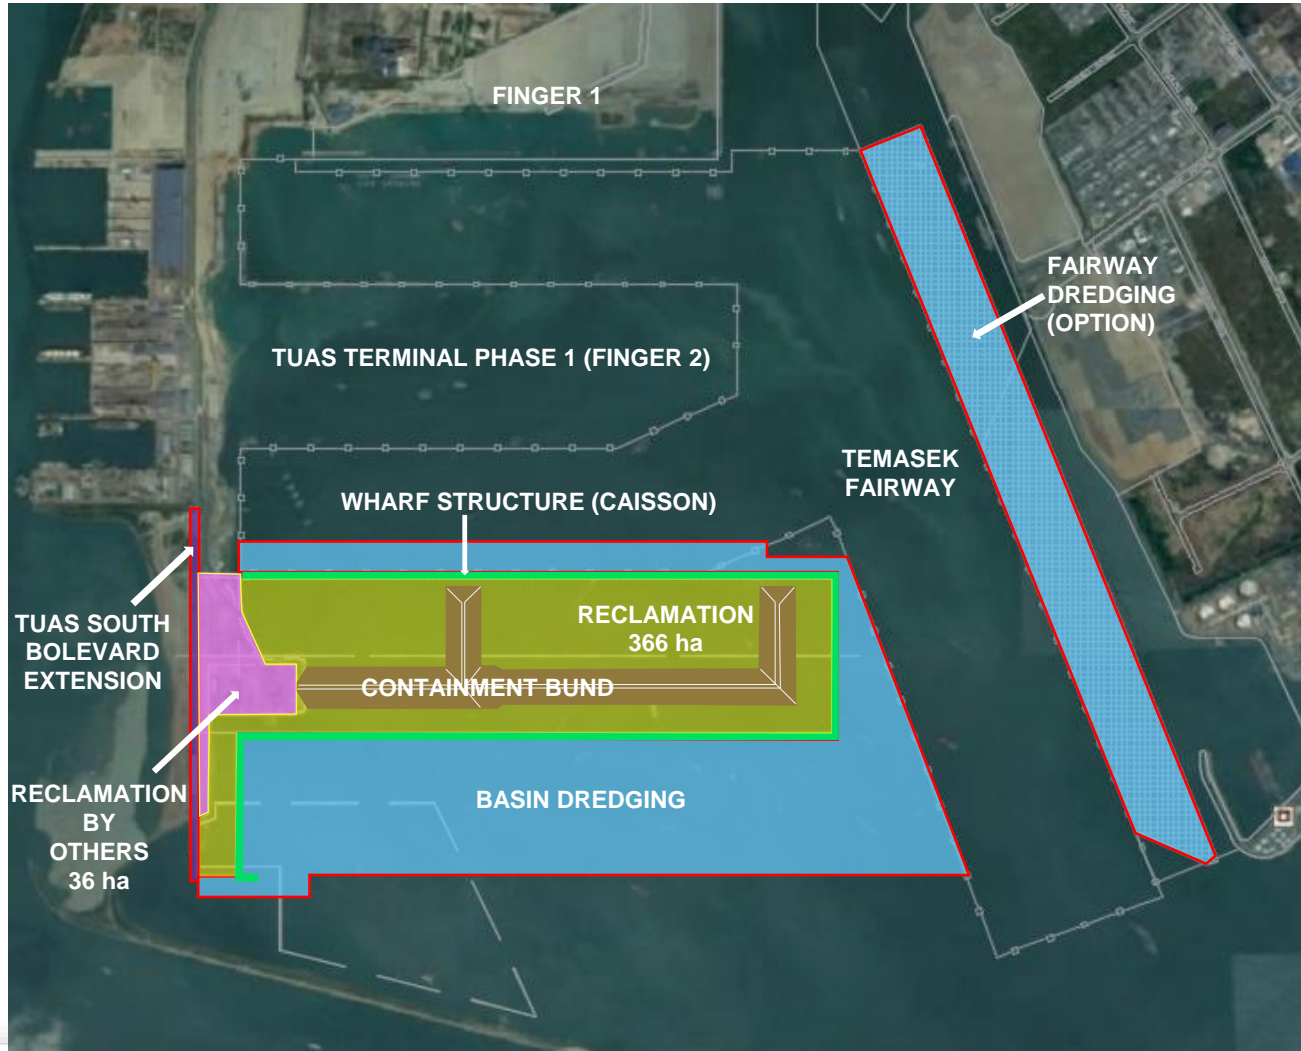 FINGER 1
FAIRWAY
DREDGING
(OPTION)
TUAS TERMINAL PHASE 1 (FINGER 2)
TEMASEK
FAIRWAY
WHARF STRUCTURE (CAISSON)
RECLAMATION
366 ha
TUAS SOUTH
BOLEVARD
EXTENSION
CONTAINMENT BUND
RECLAMATION
BY
OTHERS
36 ha
BASIN DREDGING